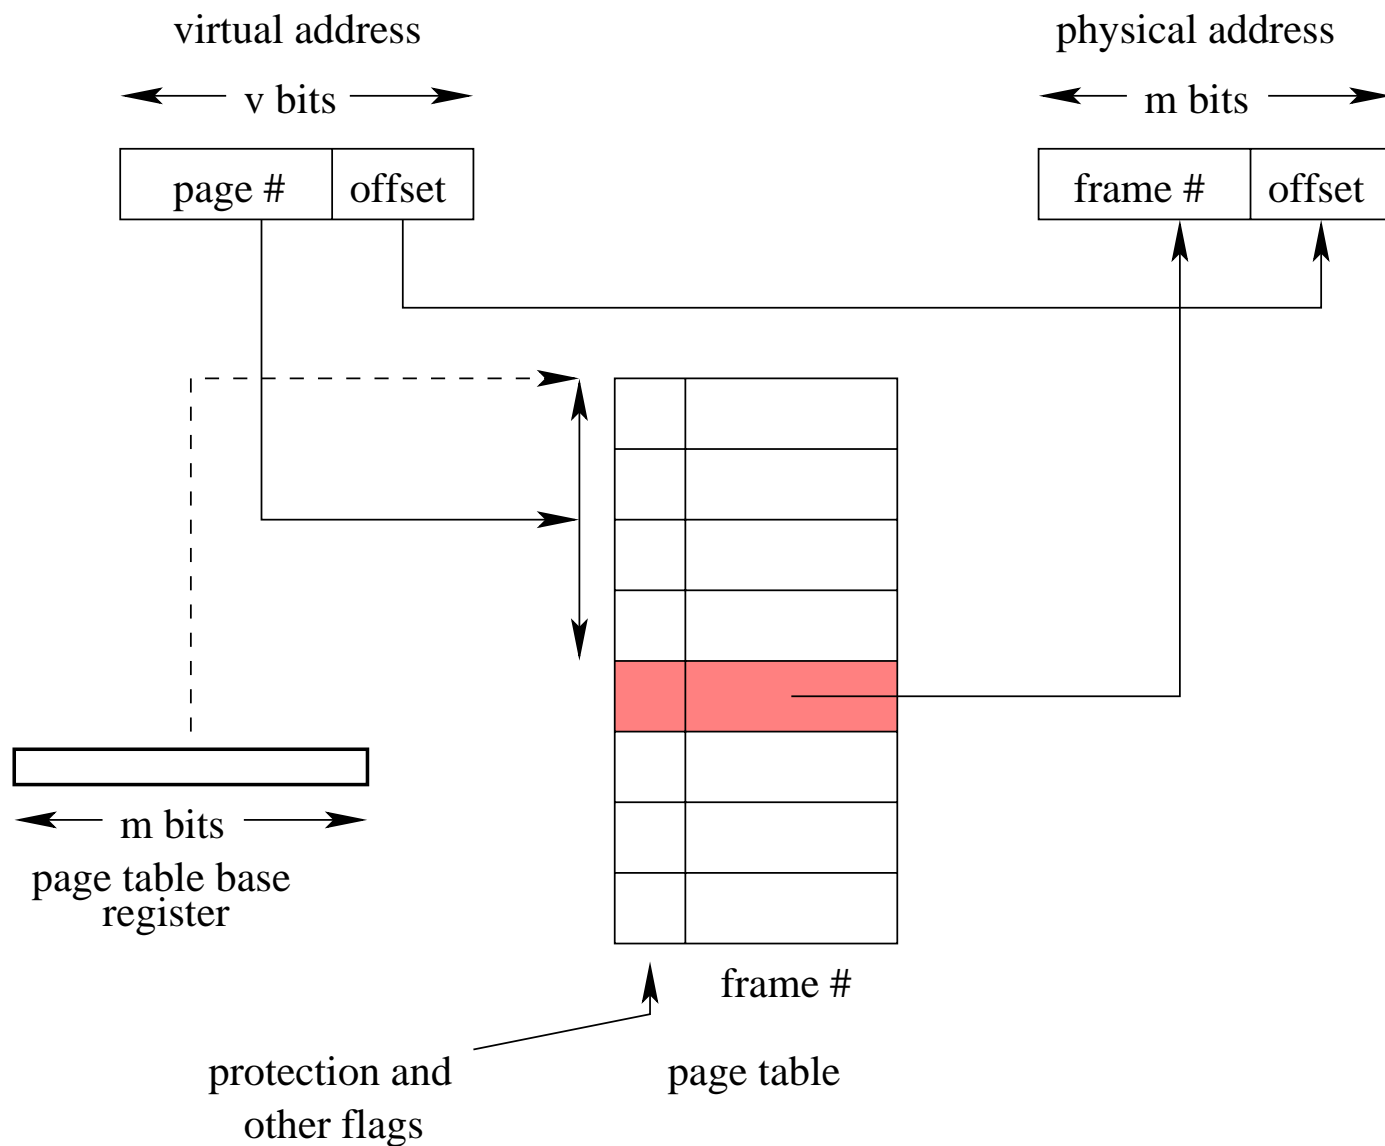 virtual address
physical address
v bits
m bits
page #
offset
frame #
offset
m bits
page table base
register
frame #
protection and
other flags
page table